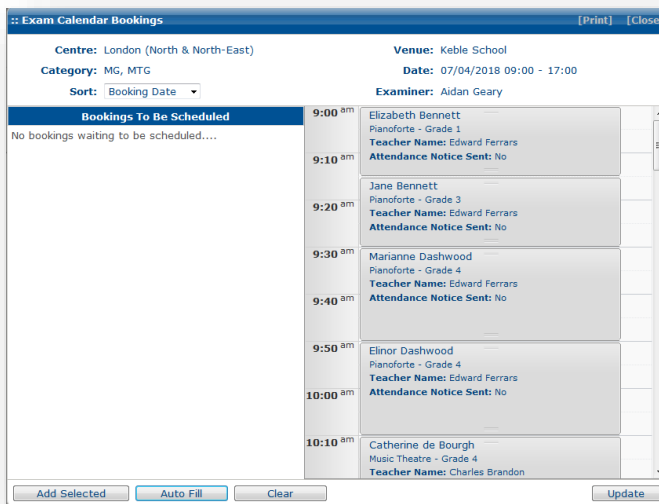 :: Exam Calendar Bookings [Print] [Close
Centre: London (North & North-East)
Category: MG, MTG
Sort: Booking Date
Venue: Keble School
Date: 07/04/2018 09:00 - 17:00
Examiner: Aidan Geary
Bookings To Be Scheduled
No bookings waiting to be scheduled....
9:00 am
Elizabeth Bennett
Pianoforte - Grade 1
Teacher Name: Edward Ferrars
9:10 am
Attendance Notice Sent: No
Jane Bennett
Pianoforte - Grade 3
9:20 am
Teacher Name: Edward Ferrars
Attendance Notice Sent: No
9:30 am
Marianne Dashwood
Pianoforte - Grade 4
Teacher Name: Edward Ferrars
9:40 am
Attendance Notice Sent: No
9:50 am
Elinor Dashwood
Pianoforte - Grade 4
Teacher Name: Edward Ferrars
10:00 am
Attendance Notice Sent: No
10:10 am
Catherine de Bourgh
Music Theatre - Grade 4
Teacher Name: Charles Brandon
Add Selected
Auto Fill
Clear
Update